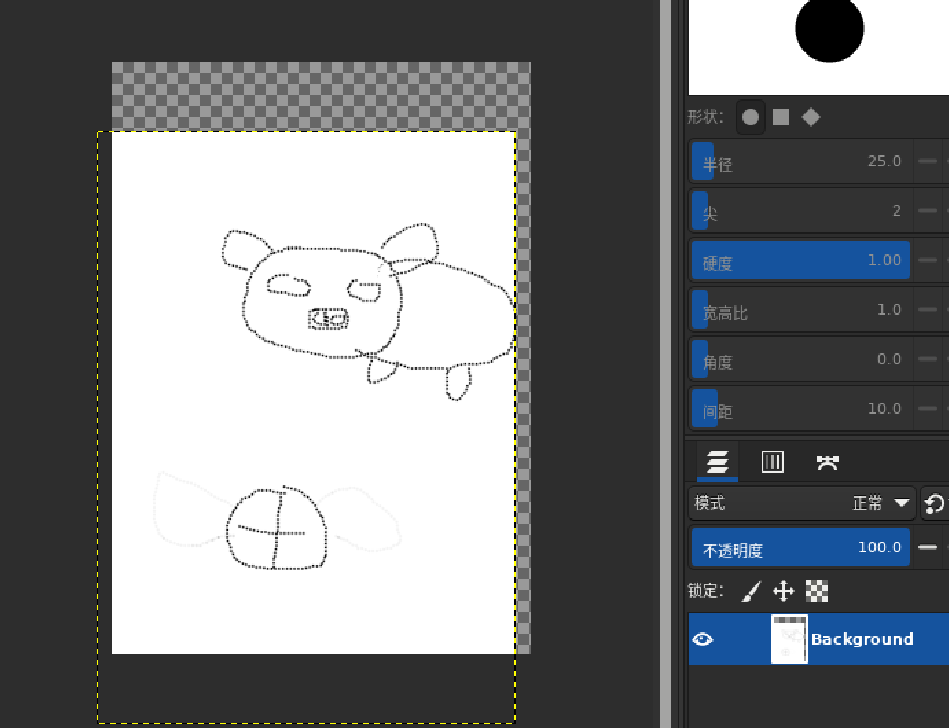 形状：
半径 25.0
尖 2
硬度 1.00
宽高比 1.0
角度 0.0
间距 10.0
模式 正常
不透明度 100.0
锁定：
Background